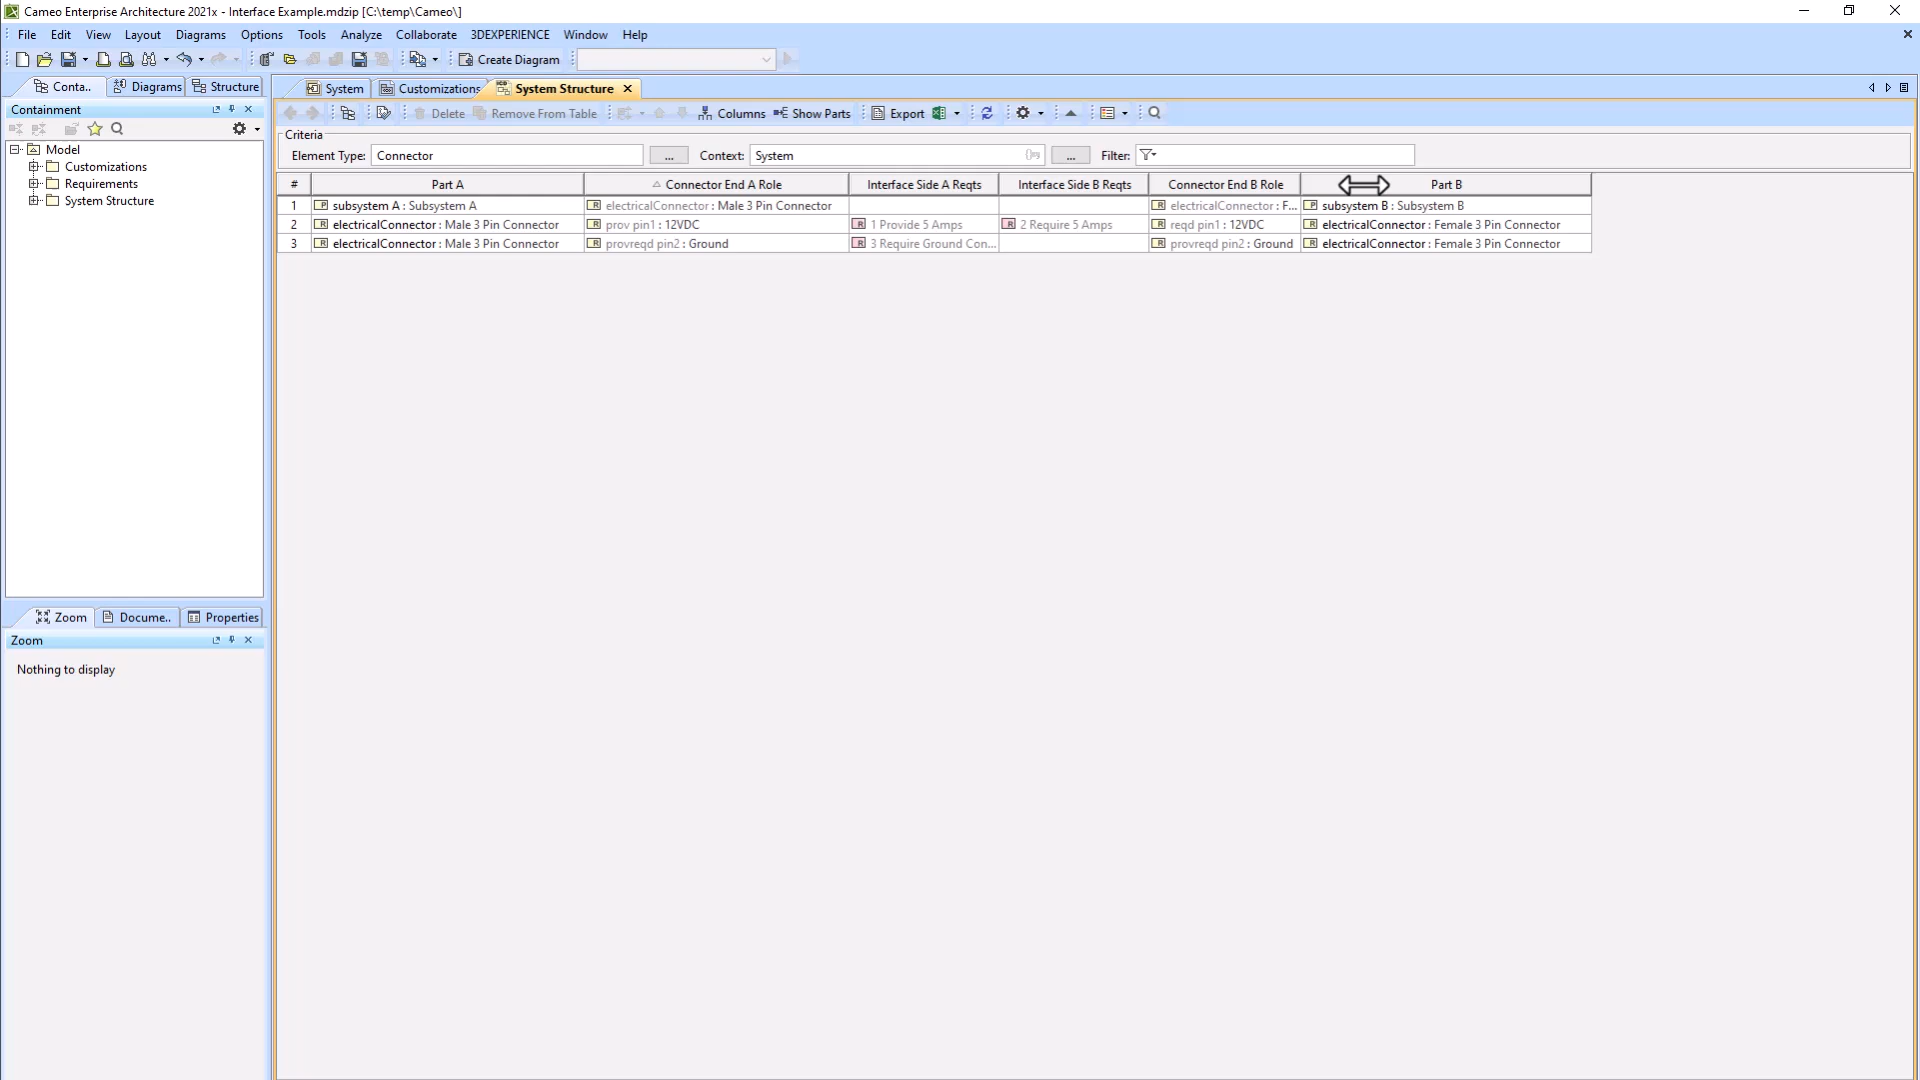 Cameo Enterprise Architecture 2021x - Interface Example.mdzip [C:\temp\Cameo\]
File Edit View Layout Diagrams Options Tools Analyze Collaborate 3DEXPERIENCE Window Help
Create Diagram
Conta.. Diagrams Structure
System Customizations System Structure
Containment
Delete Remove From Table Columns Show Parts Export
Criteria
Element Type: Connector ... Context: System ... Filter:
Model
Customizations
Requirements
System Structure
# Part A Connector End A Role Interface Side A Reqts Interface Side B Reqts Connector End B Role Part B
1 subsystem A : Subsystem A electricalConnector : Male 3 Pin Connector electricalConnector : F... subsystem B : Subsystem B
2 electricalConnector : Male 3 Pin Connector prov pin1 : 12VDC 1 Provide 5 Amps 2 Require 5 Amps reqd pin1 : 12VDC electricalConnector : Female 3 Pin Connector
3 electricalConnector : Male 3 Pin Connector provreqd pin2 : Ground 3 Require Ground Con... provreqd pin2 : Ground electricalConnector : Female 3 Pin Connector
Zoom Docume.. Properties
Zoom
Nothing to display